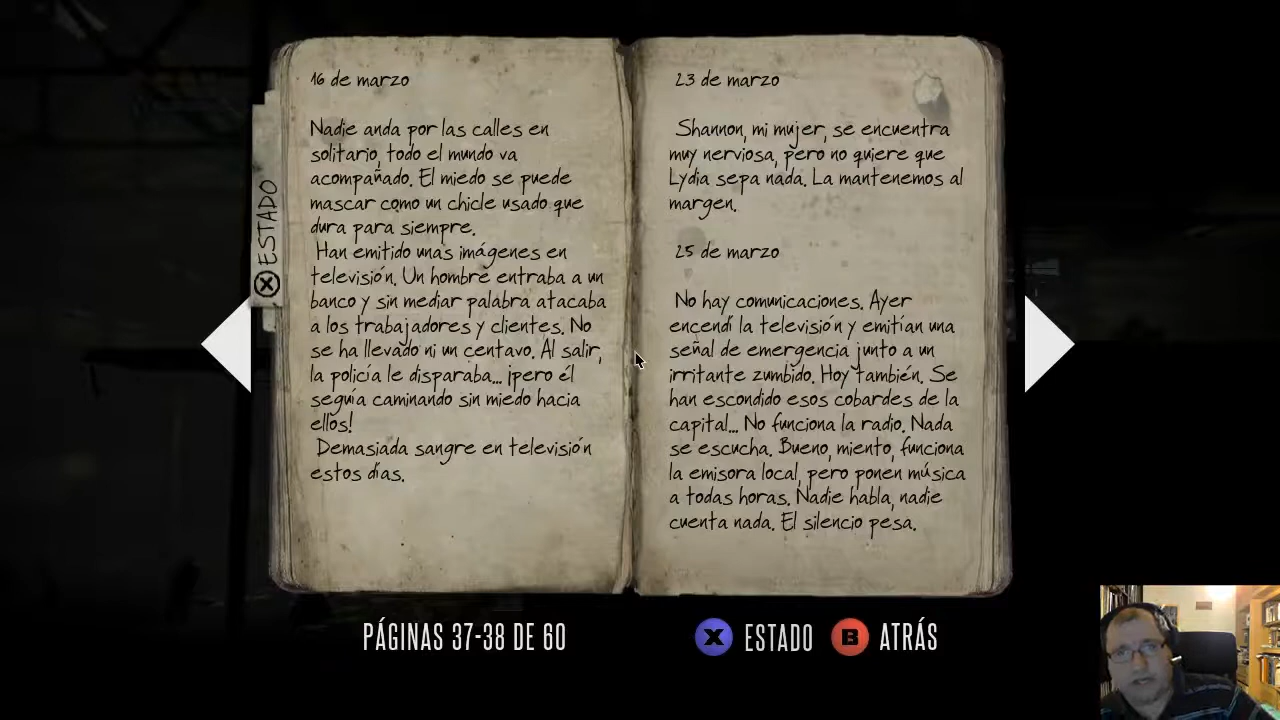 16 de marzo
Nadie anda por las calles en
solitario, todo el mundo va
acompañado. El miedo se puede
mascar como un chicle usado que
dura para siempre.
Han emitido unas imágenes en
televisión. Un hombre entraba a un
banco y sin mediar palabra atacaba
a los trabajadores y clientes. No
se ha llevado ni un centavo. Al salir,
la policía le disparaba... ¡pero él
seguía caminando sin miedo hacia
ellos!
Demasiada sangre en televisión
estos días.
23 de marzo
Shannon, mi mujer, se encuentra
muy nerviosa, pero no quiere que
Lydia sepa nada. La mantenemos al
margen.
25 de marzo
No hay comunicaciones. Ayer
encendí la televisión y emitían una
señal de emergencia junto a un
irritante zumbido. Hoy también. Se
han escondido esos cobardes de la
capital... No funciona la radio. Nada
se escucha. Bueno, miento, funciona
la emisora local, pero ponen música
a todas horas. Nadie habla, nadie
cuenta nada. El silencio pesa.
X ESTADO
PÁGINAS 37-38 DE 60
X ESTADO B ATRÁS